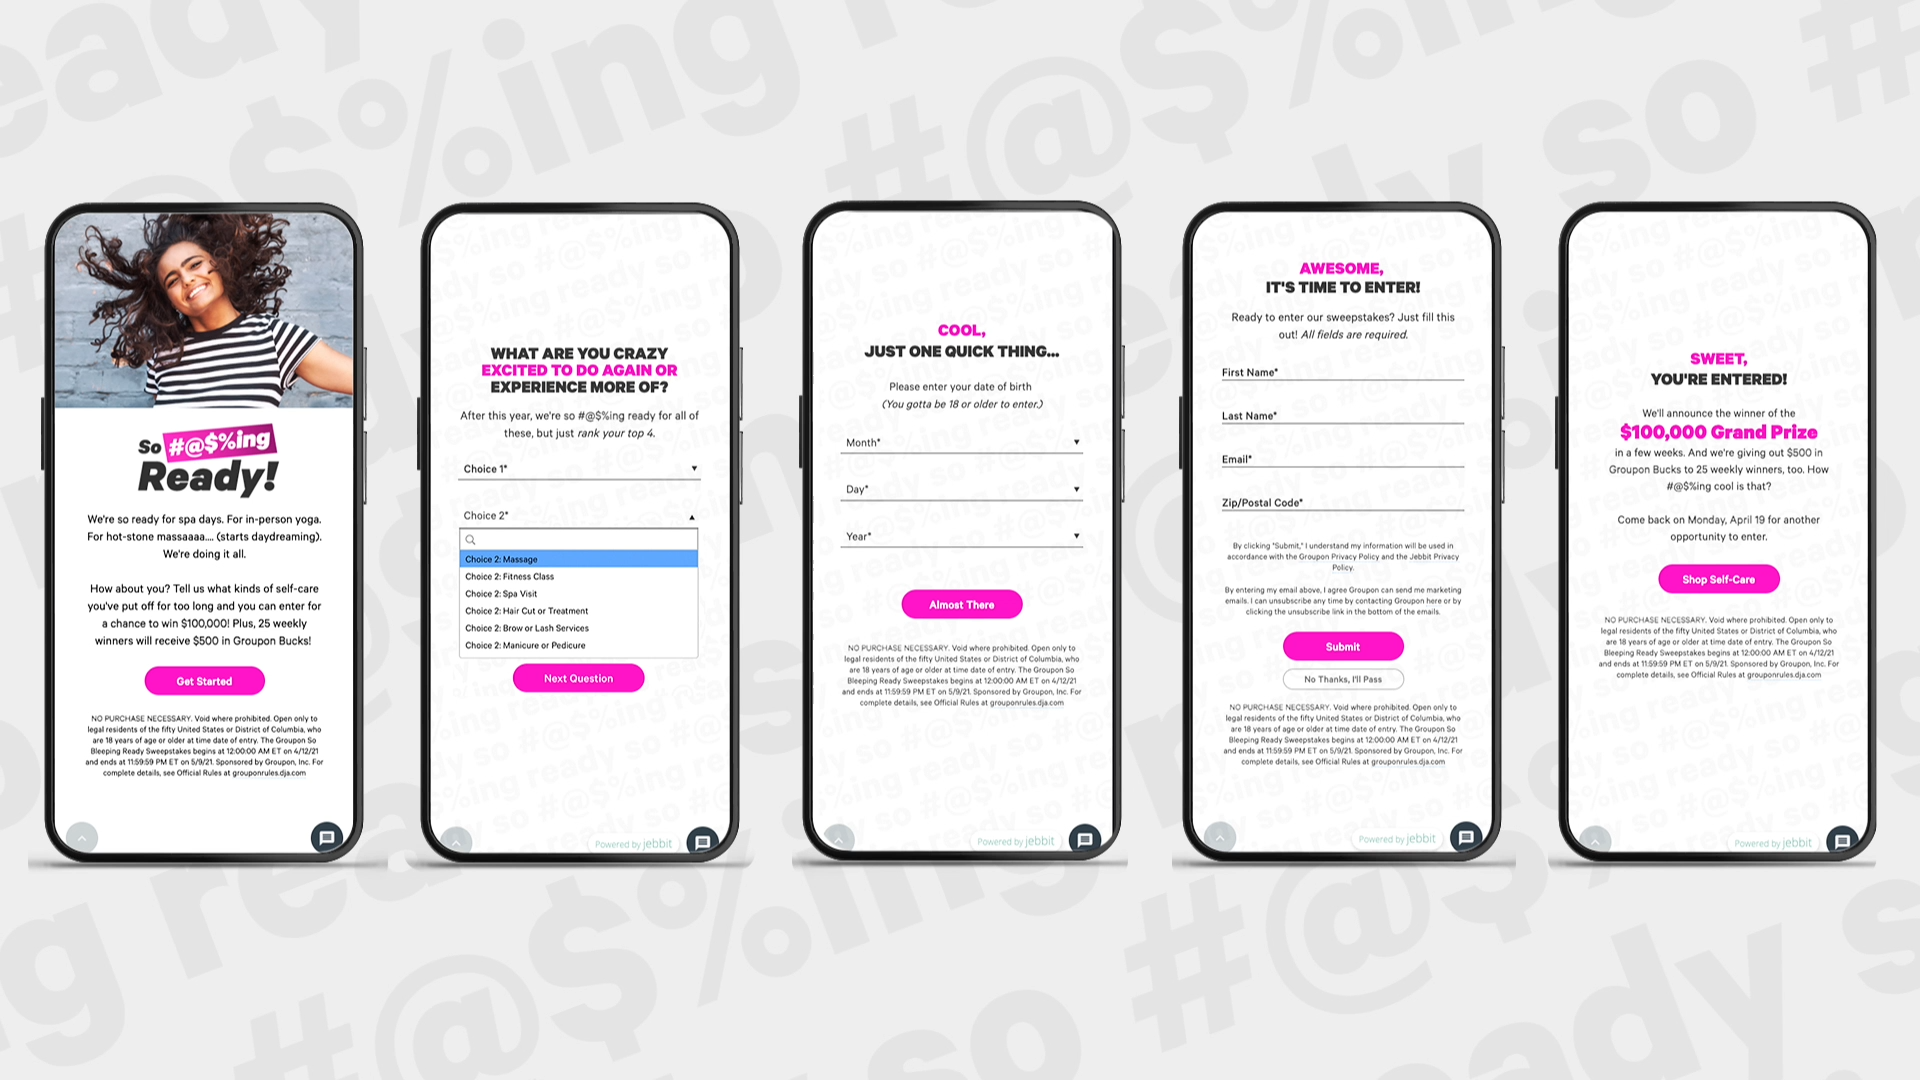 So #@$%ing
Ready!
We're so ready for spa days. For in-person yoga.
For hot-stone massaaaa.... (starts daydreaming).
We're doing it all.
How about you? Tell us what kinds of self-care
you've put off for too long and you can enter for
a chance to win $100,000! Plus, 25 weekly
winners will receive $500 in Groupon Bucks!
Get Started
NO PURCHASE NECESSARY. Void where prohibited. Open only to
legal residents of the fifty United States or District of Columbia, who
are 18 years of age or older at time date of entry. The Groupon So
Bleeping Ready Sweepstakes begins at 12:00:00 AM ET on 4/12/21
and ends at 11:59:59 PM ET on 5/9/21. Sponsored by Groupon, Inc. For
complete details, see Official Rules at grouponrules.dja.com
WHAT ARE YOU CRAZY
EXCITED TO DO AGAIN OR
EXPERIENCE MORE OF?
After this year, we're so #@$%ing ready for all of
these, but just rank your top 4.
Choice 1*
Choice 2*
Choice 2: Massage
Choice 2: Fitness Class
Choice 2: Spa Visit
Choice 2: Hair Cut or Treatment
Choice 2: Brow or Lash Services
Choice 2: Manicure or Pedicure
Next Question
Powered by jebbit
COOL,
JUST ONE QUICK THING...
Please enter your date of birth
(You gotta be 18 or older to enter.)
Month*
Day*
Year*
Almost There
NO PURCHASE NECESSARY. Void where prohibited. Open only to
legal residents of the fifty United States or District of Columbia, who
are 18 years of age or older at time date of entry. The Groupon So
Bleeping Ready Sweepstakes begins at 12:00:00 AM ET on 4/12/21
and ends at 11:59:59 PM ET on 5/9/21. Sponsored by Groupon, Inc. For
complete details, see Official Rules at grouponrules.dja.com
Powered by jebbit
AWESOME,
IT'S TIME TO ENTER!
Ready to enter our sweepstakes? Just fill this
out! All fields are required.
First Name*
Last Name*
Email*
Zip/Postal Code*
By clicking "Submit," I understand my information will be used in
accordance with the Groupon Privacy Policy and the Jebbit Privacy
Policy.
By entering my email above, I agree Groupon can send me marketing
emails. I can unsubscribe any time by contacting Groupon here or by
clicking the unsubscribe link in the bottom of the emails.
Submit
No Thanks, I'll Pass
NO PURCHASE NECESSARY. Void where prohibited. Open only to
legal residents of the fifty United States or District of Columbia, who
are 18 years of age or older at time date of entry. The Groupon So
Bleeping Ready Sweepstakes begins at 12:00:00 AM ET on 4/12/21
and ends at 11:59:59 PM ET on 5/9/21. Sponsored by Groupon, Inc. For
complete details, see Official Rules at grouponrules.dja.com
Powered by jebbit
SWEET,
YOU'RE ENTERED!
We'll announce the winner of the
$100,000 Grand Prize
in a few weeks. And we're giving out $500 in
Groupon Bucks to 25 weekly winners, too. How
#@$%ing cool is that?
Come back on Monday, April 19 for another
opportunity to enter.
Shop Self-Care
NO PURCHASE NECESSARY. Void where prohibited. Open only to
legal residents of the fifty United States or District of Columbia, who
are 18 years of age or older at time date of entry. The Groupon So
Bleeping Ready Sweepstakes begins at 12:00:00 AM ET on 4/12/21
and ends at 11:59:59 PM ET on 5/9/21. Sponsored by Groupon, Inc. For
complete details, see Official Rules at grouponrules.dja.com
Powered by jebbit